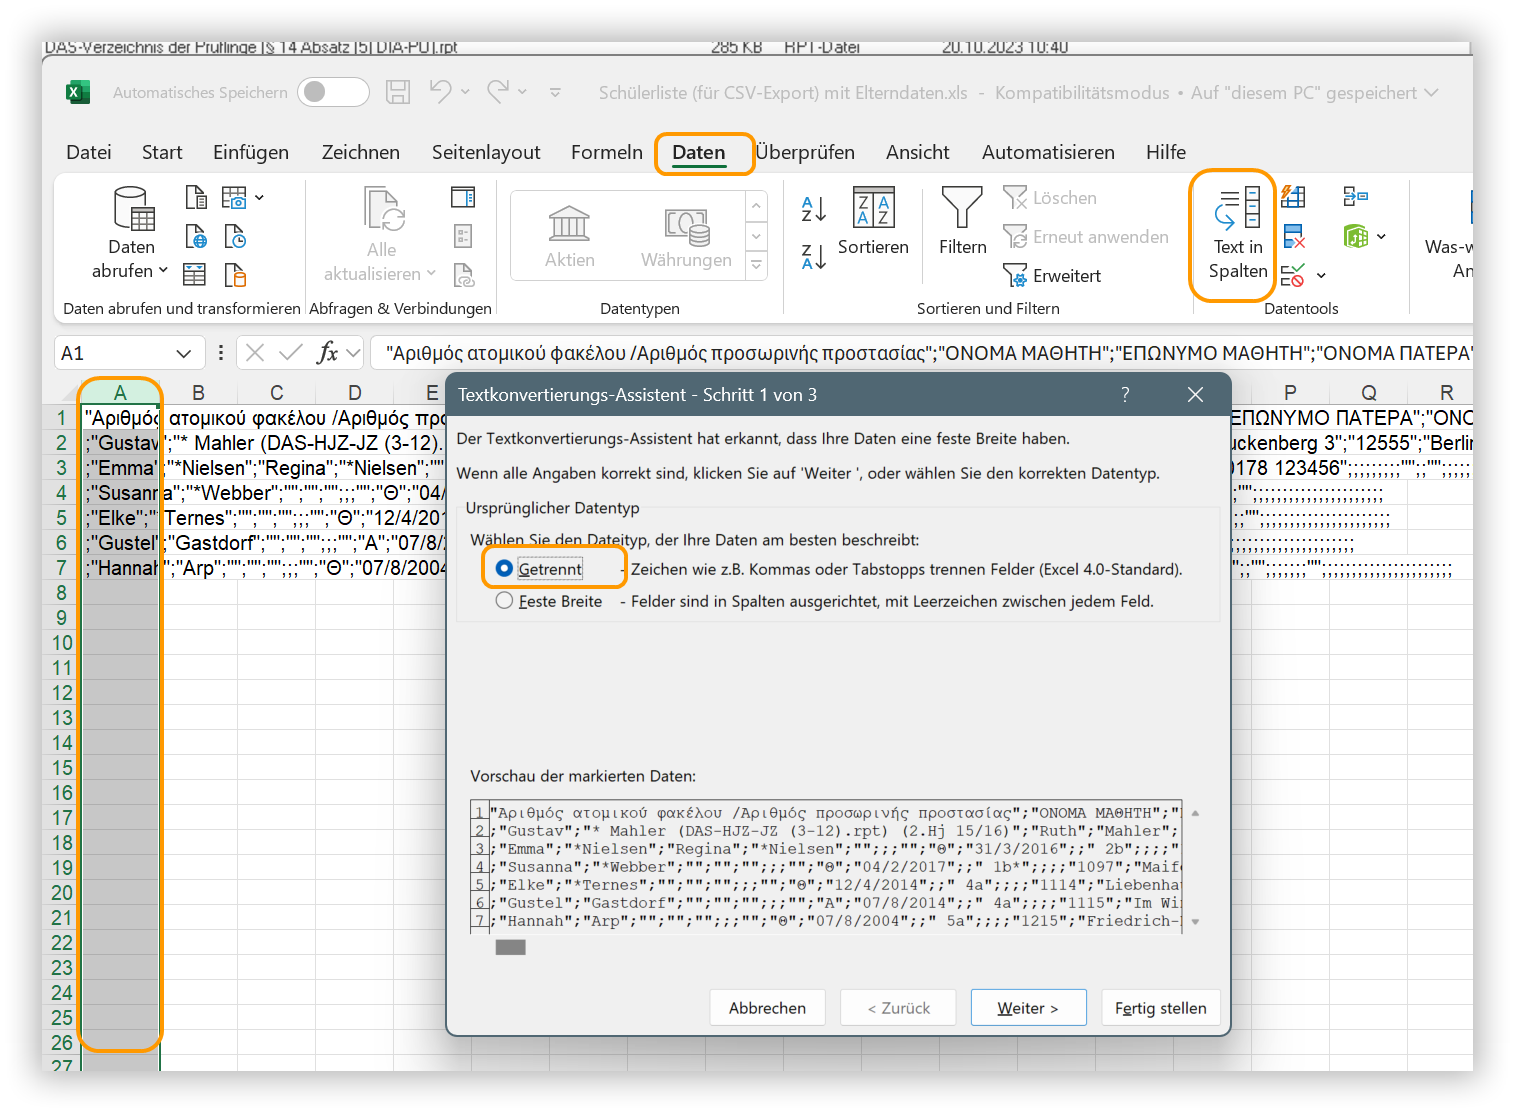 DAS-Verzeichnis der Prüflinge [§ 14 Absatz [5] DIA-PO].rpt 285 KB RPT-Datei 20.10.2023 10:40
Automatisches Speichern Schülerliste (für CSV-Export) mit Elterndaten.xls - Kompatibilitätsmodus • Auf "diesem PC" gespeichert
Datei Start Einfügen Zeichnen Seitenlayout Formeln Daten Überprüfen Ansicht Automatisieren Hilfe
Daten abrufen
Alle aktualisieren
Aktien Währungen
Sortieren
Filtern
Löschen
Erneut anwenden
Erweitert
Text in Spalten
Was-w
An
Daten abrufen und transformieren Abfragen & Verbindungen Datentypen Sortieren und Filtern Datentools
A1 fx "Αριθμός ατομικού φακέλου /Αριθμός προσωρινής προστασίας";"ΟΝΟΜΑ ΜΑΘΗΤΗ";"ΕΠΩΝΥΜΟ ΜΑΘΗΤΗ";"ΟΝΟΜΑ ΠΑΤΕΡΑ"
A B C D E P Q R
1 "Αριθμός ατομικού φακέλου /Αριθμός προ ΕΠΩΝΥΜΟ ΠΑΤΕΡΑ";"ΟΝΟ
2 ;"Gustav";"* Mahler (DAS-HJZ-JZ (3-12). uckenberg 3";"12555";"Berlin
3 ;"Emma";"*Nielsen";"Regina";"*Nielsen";"" 0178 123456";;;;;;;;;"";;"";;;;;
4 ;"Susanna";"*Webber";"";"";"";;;"";"Θ";"04/ ;"";;;;;;;;;;;;;;;;;;;;;;;
5 ;"Elke";"*Ternes";"";"";"";;;"";"Θ";"12/4/201 ;;"";;;;;;;;;;;;;;;;;;;;;;;
6 ;"Gustel";"Gastdorf";"";"";"";;;"";"A";"07/8/2 ;;;;;;;;;;;;;;;;;;;;;
7 ;"Hannah";"Arp";"";"";"";;;"";"Θ";"07/8/2004" ";;"";;;;;;"";;;;;;;;;;;;;;;;;;;;;;;
8
9
10
11
12
13
14
15
16
17
18
19
20
21
22
23
24
25
26
27
Textkonvertierungs-Assistent - Schritt 1 von 3 ?
Der Textkonvertierungs-Assistent hat erkannt, dass Ihre Daten eine feste Breite haben.
Wenn alle Angaben korrekt sind, klicken Sie auf 'Weiter ', oder wählen Sie den korrekten Datentyp.
Ursprünglicher Datentyp
Wählen Sie den Dateityp, der Ihre Daten am besten beschreibt:
Getrennt - Zeichen wie z.B. Kommas oder Tabstopps trennen Felder (Excel 4.0-Standard).
Feste Breite - Felder sind in Spalten ausgerichtet, mit Leerzeichen zwischen jedem Feld.
Vorschau der markierten Daten:
1 "Αριθμός ατομικού φακέλου /Αριθμός προσωρινής προστασίας";"ΟΝΟΜΑ ΜΑΘΗΤΗ";"
2 ;"Gustav";"* Mahler (DAS-HJZ-JZ (3-12).rpt) (2.Hj 15/16)";"Ruth";"Mahler";
3 ;"Emma";"*Nielsen";"Regina";"*Nielsen";"";;;"";"Θ";"31/3/2016";;" 2b";;;;"
4 ;"Susanna";"*Webber";"";"";"";;;"";"Θ";"04/2/2017";;" 1b*";;;;"1097";"Maife
5 ;"Elke";"*Ternes";"";"";"";;;"";"Θ";"12/4/2014";;" 4a";;;;"1114";"Liebenha
6 ;"Gustel";"Gastdorf";"";"";"";;;"";"A";"07/8/2014";;" 4a";;;;"1115";"Im Wi
7 ;"Hannah";"Arp";"";"";"";;;"";"Θ";"07/8/2004";;" 5a";;;;"1215";"Friedrich-
Abbrechen < Zurück Weiter > Fertig stellen